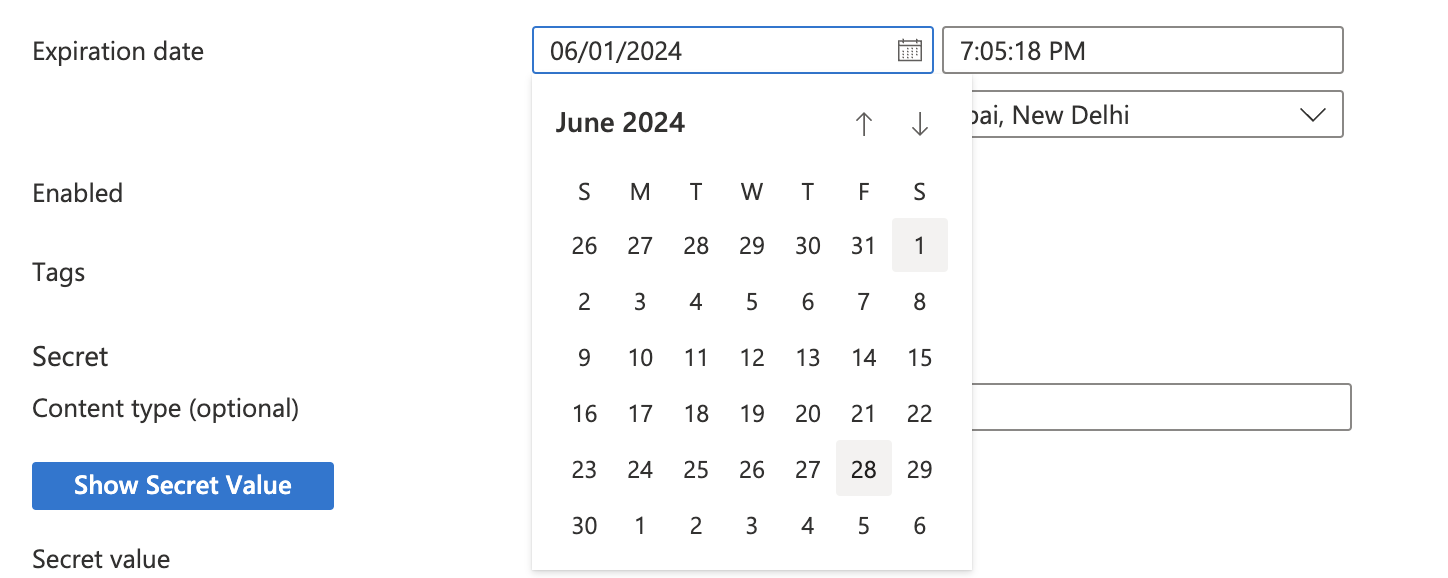 Expiration date 06/01/2024 7:05:18 PM
June 2024
, New Delhi
S M T W T F S
Enabled
26 27 28 29 30 31 1
Tags
2 3 4 5 6 7 8
9 10 11 12 13 14 15
Secret
Content type (optional)
16 17 18 19 20 21 22
23 24 25 26 27 28 29
Show Secret Value
30 1 2 3 4 5 6
Secret value